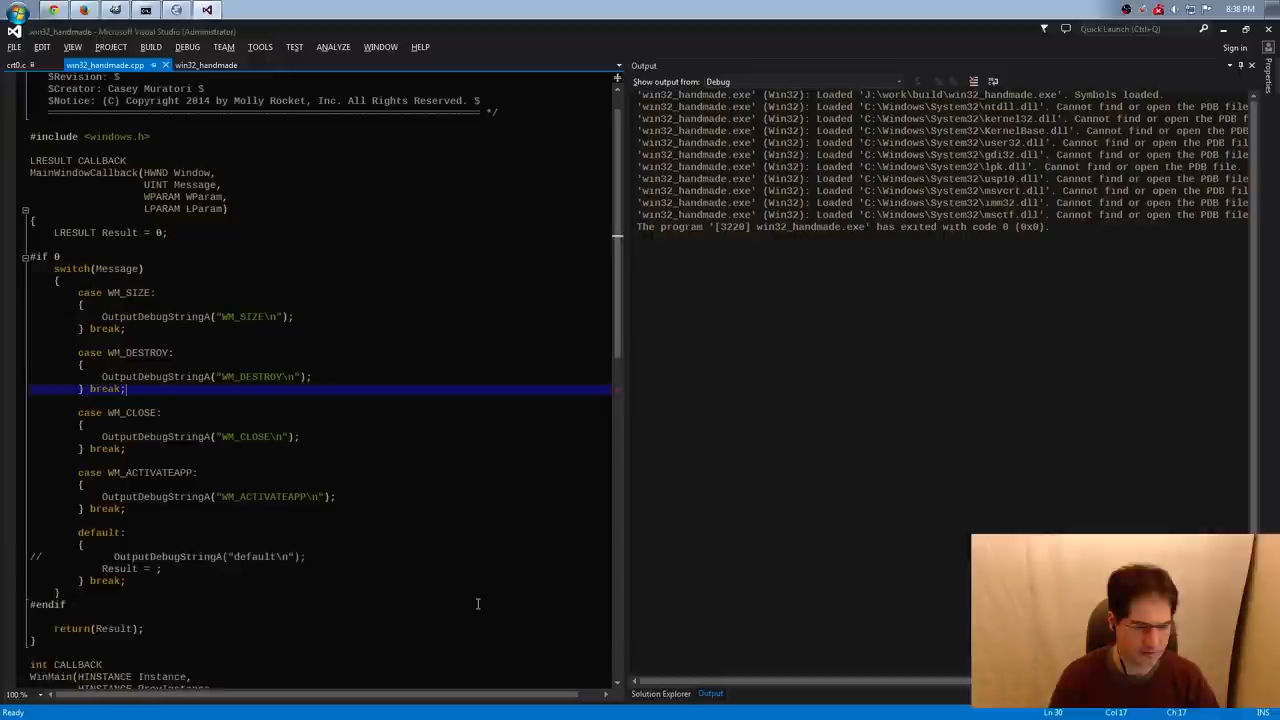 8:38 PM
win32_handmade - Microsoft Visual Studio (Administrator)
Quick Launch (Ctrl+Q)
FILE EDIT VIEW PROJECT BUILD DEBUG TEAM TOOLS TEST ANALYZE WINDOW HELP
Sign in
crt0.c win32_handmade.cpp win32_handmade
Output
Properties
Show output from: Debug
$Revision: $
$Creator: Casey Muratori $
$Notice: (C) Copyright 2014 by Molly Rocket, Inc. All Rights Reserved. $
======================================================================== */
#include <windows.h>
LRESULT CALLBACK
MainWindowCallback(HWND Window,
UINT Message,
WPARAM WParam,
LPARAM LParam)
{
LRESULT Result = 0;
#if 0
switch(Message)
{
case WM_SIZE:
{
OutputDebugStringA("WM_SIZE\n");
} break;
case WM_DESTROY:
{
OutputDebugStringA("WM_DESTROY\n");
} break;
case WM_CLOSE:
{
OutputDebugStringA("WM_CLOSE\n");
} break;
case WM_ACTIVATEAPP:
{
OutputDebugStringA("WM_ACTIVATEAPP\n");
} break;
default:
{
// OutputDebugStringA("default\n");
Result = ;
} break;
}
#endif
return(Result);
}
int CALLBACK
WinMain(HINSTANCE Instance,
HINSTANCE PrevInstance,
'win32_handmade.exe' (Win32): Loaded 'J:\work\build\win32_handmade.exe'. Symbols loaded.
'win32_handmade.exe' (Win32): Loaded 'C:\Windows\System32\ntdll.dll'. Cannot find or open the PDB file
'win32_handmade.exe' (Win32): Loaded 'C:\Windows\System32\kernel32.dll'. Cannot find or open the PDB
'win32_handmade.exe' (Win32): Loaded 'C:\Windows\System32\KernelBase.dll'. Cannot find or open the PD
'win32_handmade.exe' (Win32): Loaded 'C:\Windows\System32\user32.dll'. Cannot find or open the PDB fil
'win32_handmade.exe' (Win32): Loaded 'C:\Windows\System32\gdi32.dll'. Cannot find or open the PDB file
'win32_handmade.exe' (Win32): Loaded 'C:\Windows\System32\lpk.dll'. Cannot find or open the PDB file.
'win32_handmade.exe' (Win32): Loaded 'C:\Windows\System32\usp10.dll'. Cannot find or open the PDB file
'win32_handmade.exe' (Win32): Loaded 'C:\Windows\System32\msvcrt.dll'. Cannot find or open the PDB fil
'win32_handmade.exe' (Win32): Loaded 'C:\Windows\System32\imm32.dll'. Cannot find or open the PDB file
'win32_handmade.exe' (Win32): Loaded 'C:\Windows\System32\msctf.dll'. Cannot find or open the PDB file
The program '[3220] win32_handmade.exe' has exited with code 0 (0x0).
100 %
Solution Explorer Output
Ready
Ln 30 Col 17 Ch 17 INS